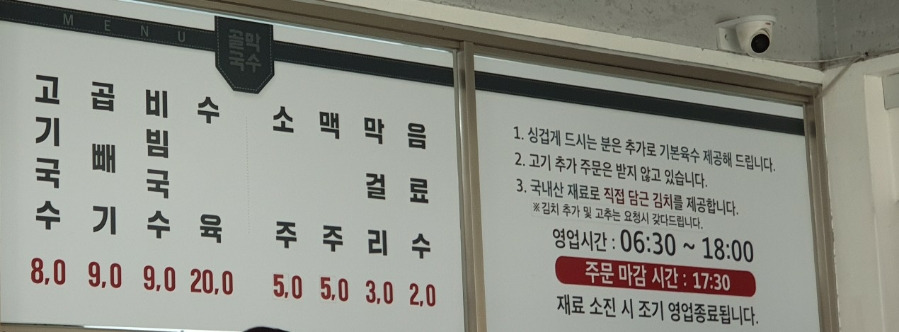 MENU
골막
국수
고기국수
곱빼기
비빔국수
수육
소주
맥주
막걸리
음료수
8,0
9,0
9,0
20,0
5,0
5,0
3,0
2,0
1. 싱겁게 드시는 분은 추가로 기본육수 제공해 드립니다.
2. 고기 추가 주문은 받지 않고 있습니다.
3. 국내산 재료로 직접 담근 김치를 제공합니다.
※김치 추가 및 고추는 요청시 갖다드립니다.
영업시간 : 06:30 ~ 18:00
주문 마감 시간 : 17:30
재료 소진 시 조기 영업종료됩니다.